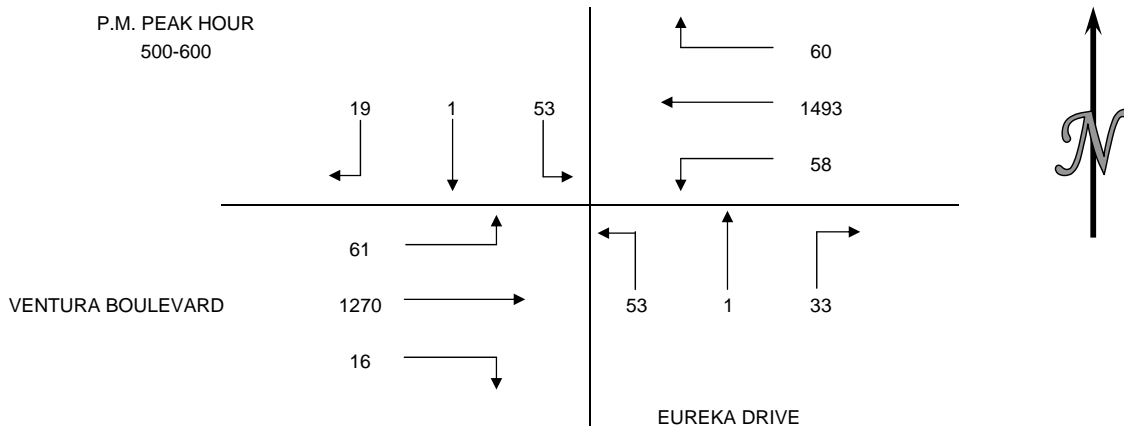 P.M. PEAK HOUR
500-600
60
19 1 53 1493
58
61
VENTURA BOULEVARD 1270 53 1 33
16
EUREKA DRIVE
N